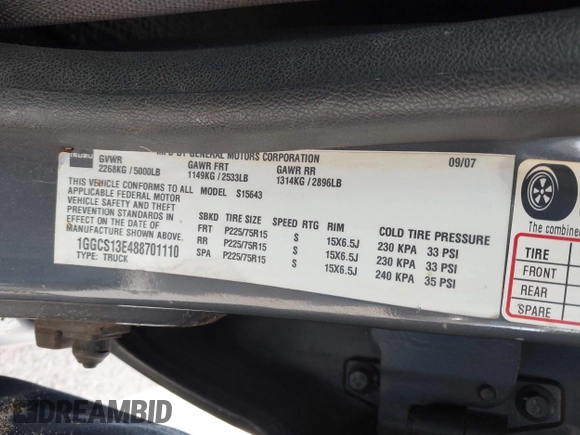 ISUZU
MFD BY GENERAL MOTORS CORPORATION
GVWR GAWR FRT GAWR RR 09/07
2268KG / 5000LB 1149KG / 2533LB 1314KG / 2896LB
THIS VEHICLE CONFORMS TO ALL MODEL S15643
APPLICABLE FEDERAL MOTOR
VEHICLE SAFETY AND THEFT
PREVENTION STANDARDS IN
EFFECT ON THE DATE OF
MANUFACTURE SHOWN ABOVE.
1GGCS13E488701110
TYPE: TRUCK
SBKD TIRE SIZE SPEED RTG RIM COLD TIRE PRESSURE
FRT P225/75R15 S 15X6.5J 230 KPA 33 PSI
RR P225/75R15 S 15X6.5J 230 KPA 33 PSI
SPA P225/75R15 S 15X6.5J 240 KPA 35 PSI
The combined
TIRE
FRONT
REAR
SPARE
DREAMBID